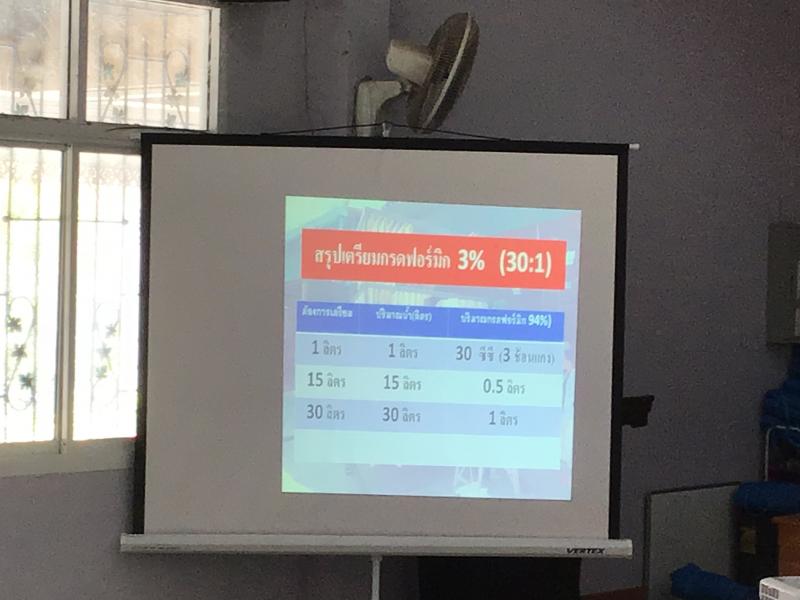 สรุปเตรียมกรดฟอร์มิก 3% (30:1)
ต้องการเตรียม ปริมาณน้ำ(ลิตร) ปริมาณกรดฟอร์มิก 94%)
1 ลิตร 1 ลิตร 30 ซีซี (3 ช้อนแกง)
15 ลิตร 15 ลิตร 0.5 ลิตร
30 ลิตร 30 ลิตร 1 ลิตร
VERTEX